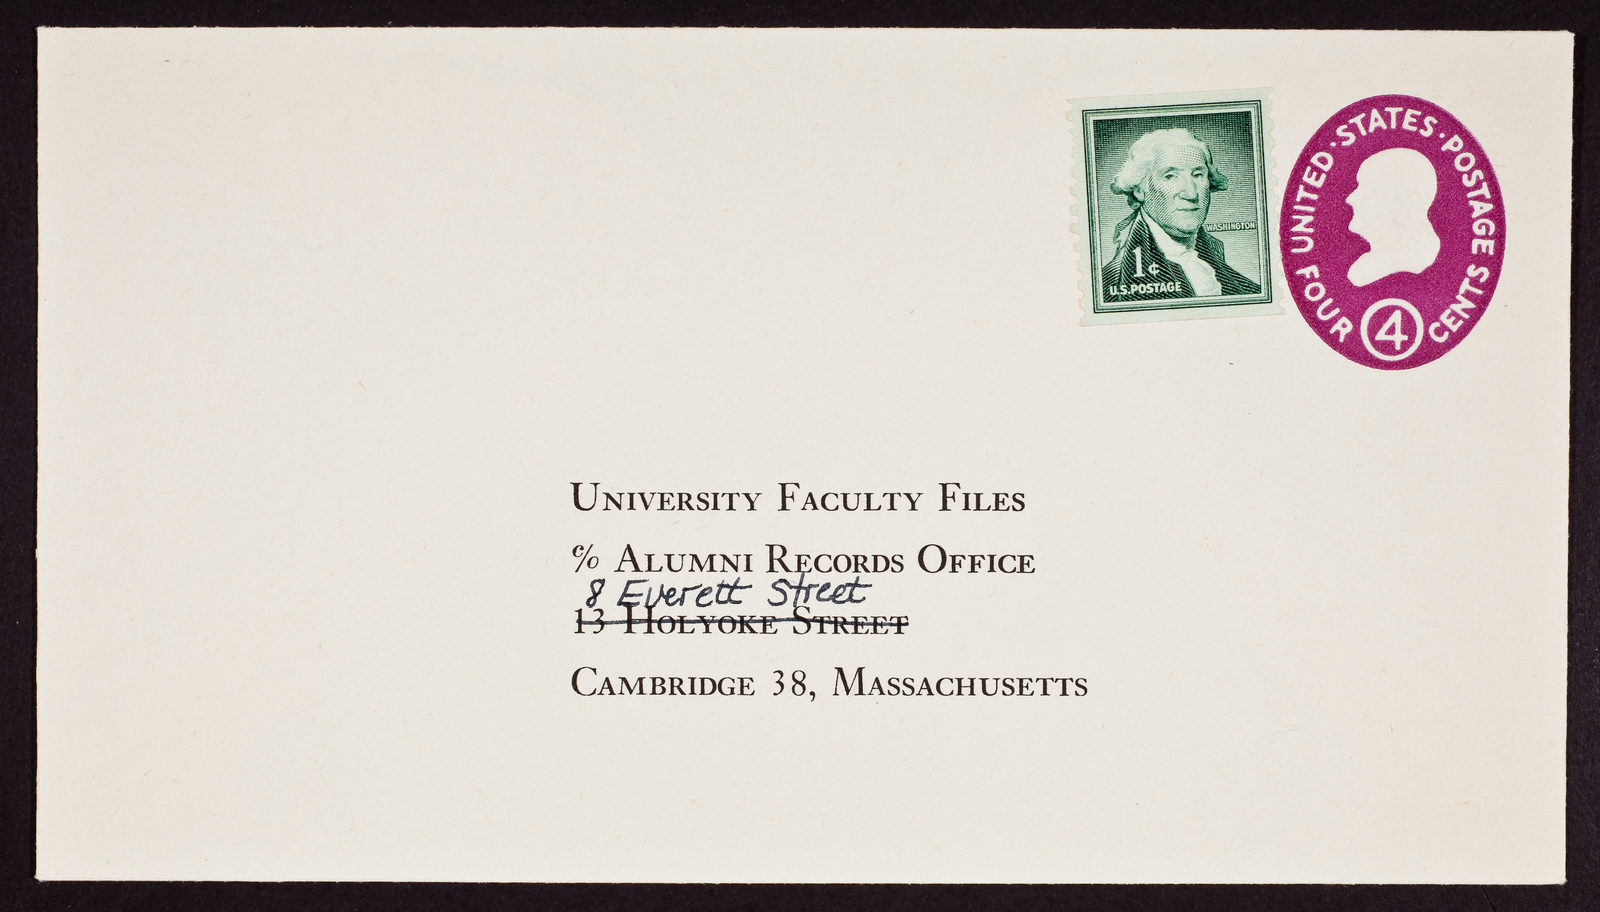 WASHINGTON
1¢
U.S.POSTAGE
UNITED·STATES·POSTAGE
FOUR 4 CENTS
UNIVERSITY FACULTY FILES
c/o ALUMNI RECORDS OFFICE
8 Everett Street
13 HOLYOKE STREET
CAMBRIDGE 38, MASSACHUSETTS